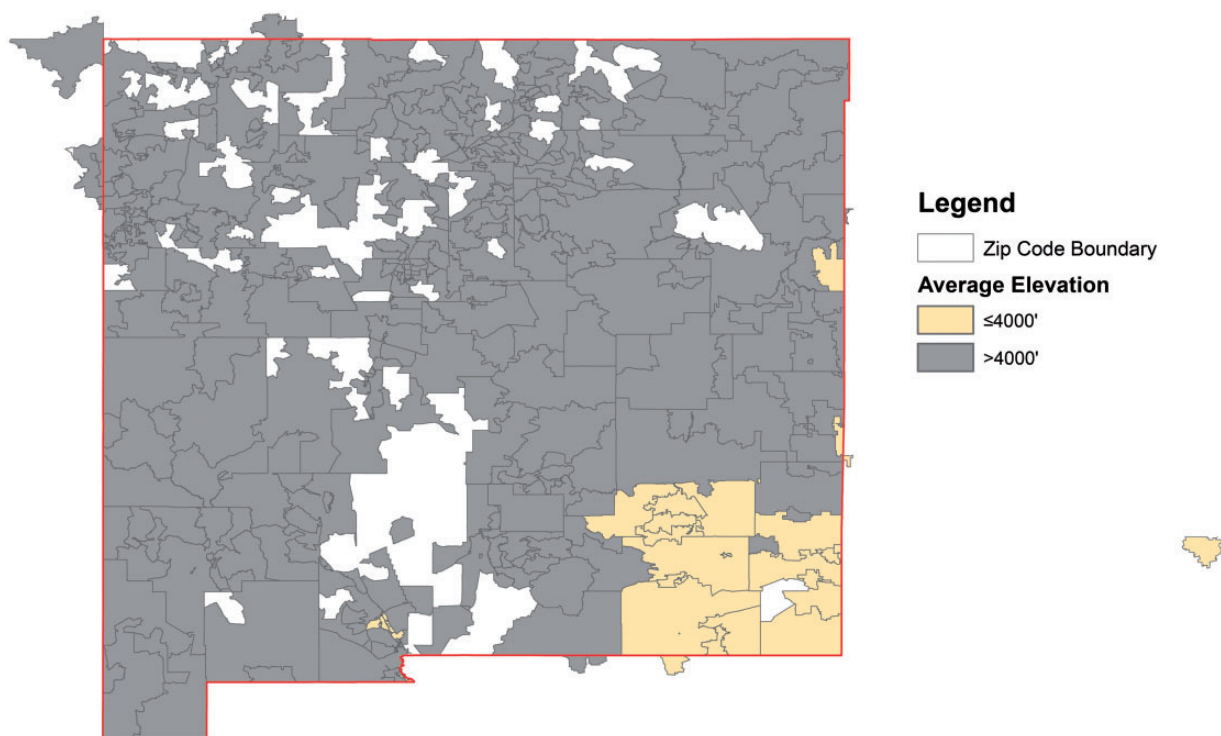 Legend
Zip Code Boundary
Average Elevation
≤4000'
>4000'